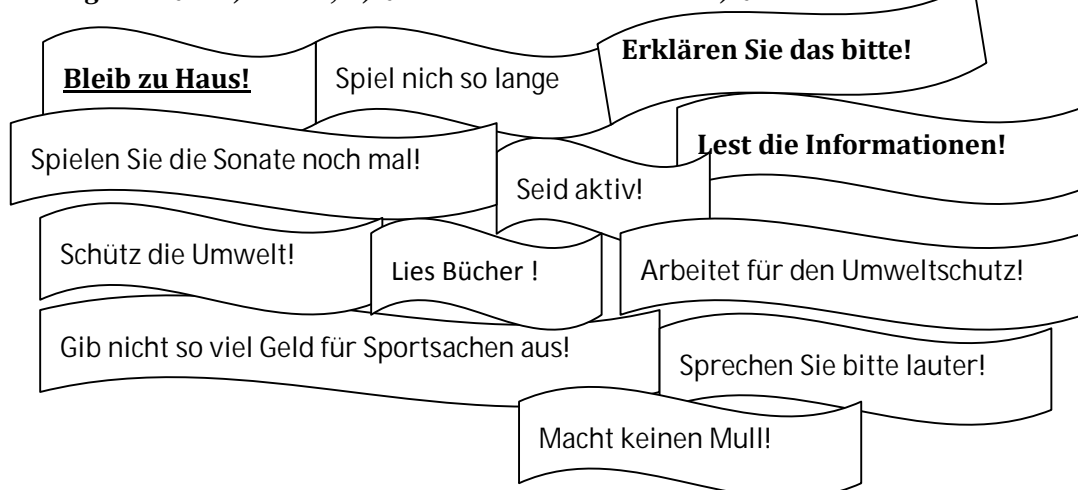 Bleib zu Haus!
Spiel nich so lange
Erklären Sie das bitte!
Spielen Sie die Sonate noch mal!
Lest die Informationen!
Seid aktiv!
Schütz die Umwelt!
Lies Bücher !
Arbeitet für den Umweltschutz!
Gib nicht so viel Geld für Sportsachen aus!
Sprechen Sie bitte lauter!
Macht keinen Mull!